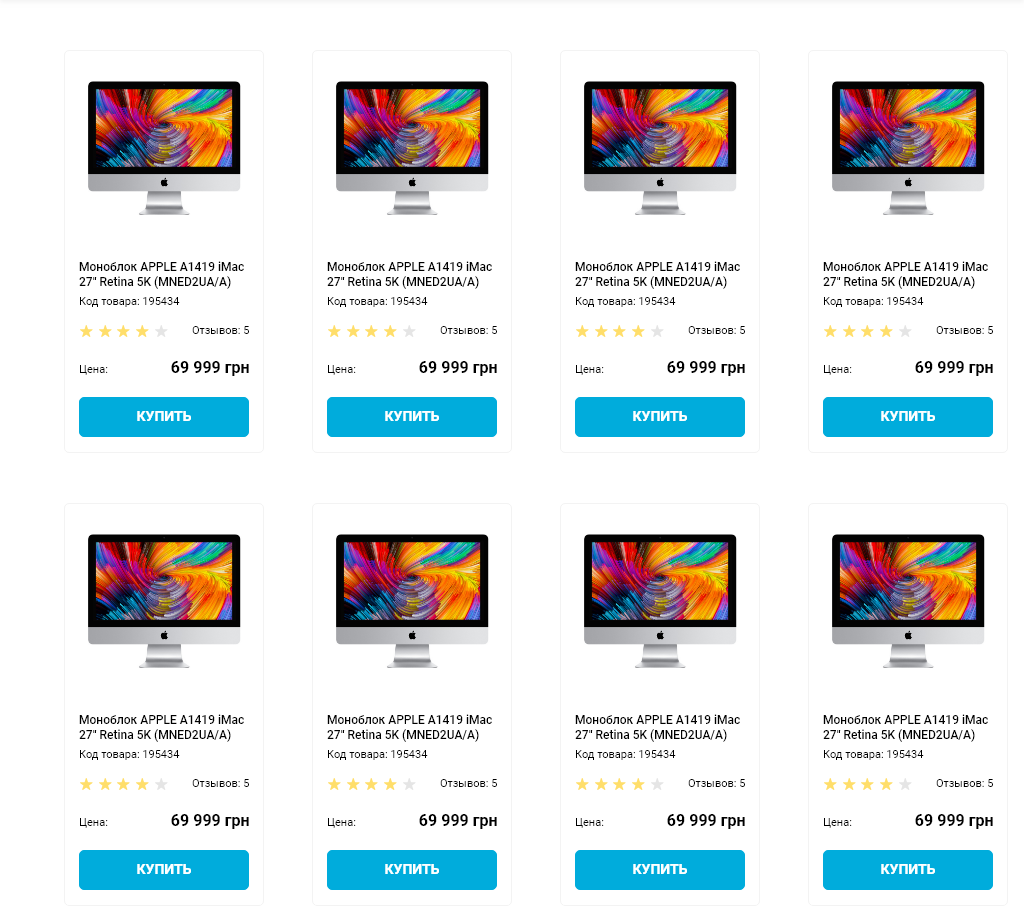 Моноблок APPLE A1419 iMac
27" Retina 5K (MNED2UA/A)
Код товара: 195434
Отзывов: 5
Цена: 69 999 грн
КУПИТЬ
Моноблок APPLE A1419 iMac
27" Retina 5K (MNED2UA/A)
Код товара: 195434
Отзывов: 5
Цена: 69 999 грн
КУПИТЬ
Моноблок APPLE A1419 iMac
27" Retina 5K (MNED2UA/A)
Код товара: 195434
Отзывов: 5
Цена: 69 999 грн
КУПИТЬ
Моноблок APPLE A1419 iMac
27" Retina 5K (MNED2UA/A)
Код товара: 195434
Отзывов: 5
Цена: 69 999 грн
КУПИТЬ
Моноблок APPLE A1419 iMac
27" Retina 5K (MNED2UA/A)
Код товара: 195434
Отзывов: 5
Цена: 69 999 грн
КУПИТЬ
Моноблок APPLE A1419 iMac
27" Retina 5K (MNED2UA/A)
Код товара: 195434
Отзывов: 5
Цена: 69 999 грн
КУПИТЬ
Моноблок APPLE A1419 iMac
27" Retina 5K (MNED2UA/A)
Код товара: 195434
Отзывов: 5
Цена: 69 999 грн
КУПИТЬ
Моноблок APPLE A1419 iMac
27" Retina 5K (MNED2UA/A)
Код товара: 195434
Отзывов: 5
Цена: 69 999 грн
КУПИТЬ